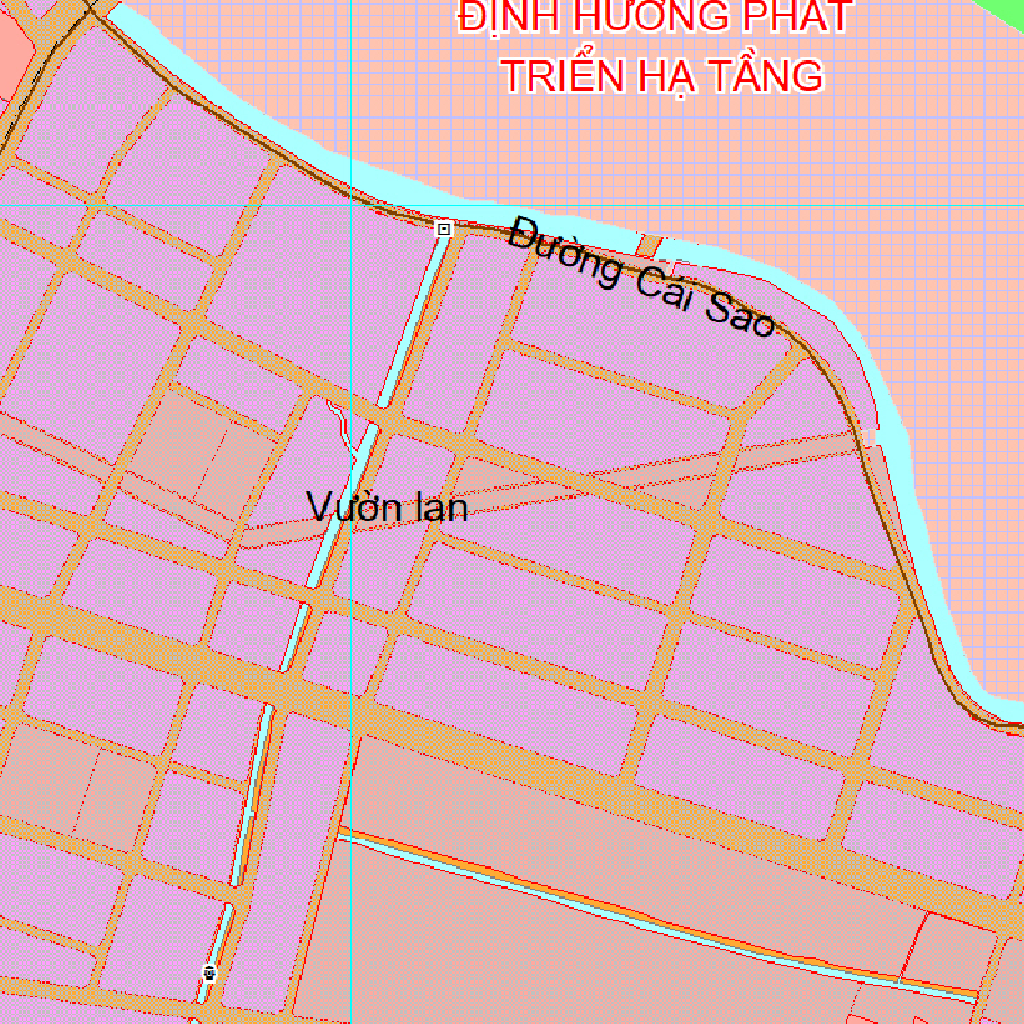 ĐỊNH HƯỚNG PHÁT
TRIỂN HẠ TẦNG
Đường Cái Sao
Vườn lan